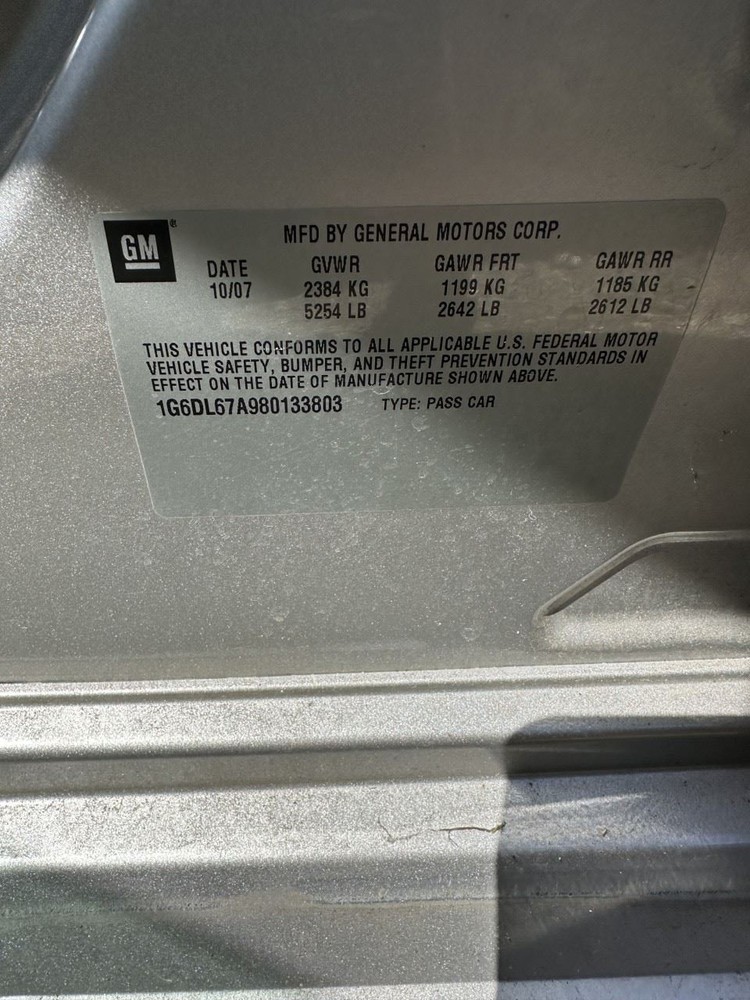 GM®
MFD BY GENERAL MOTORS CORP.
DATE GVWR GAWR FRT GAWR RR
10/07 2384 KG 1199 KG 1185 KG
5254 LB 2642 LB 2612 LB
THIS VEHICLE CONFORMS TO ALL APPLICABLE U.S. FEDERAL MOTOR
VEHICLE SAFETY, BUMPER, AND THEFT PREVENTION STANDARDS IN
EFFECT ON THE DATE OF MANUFACTURE SHOWN ABOVE.
1G6DL67A980133803 TYPE: PASS CAR